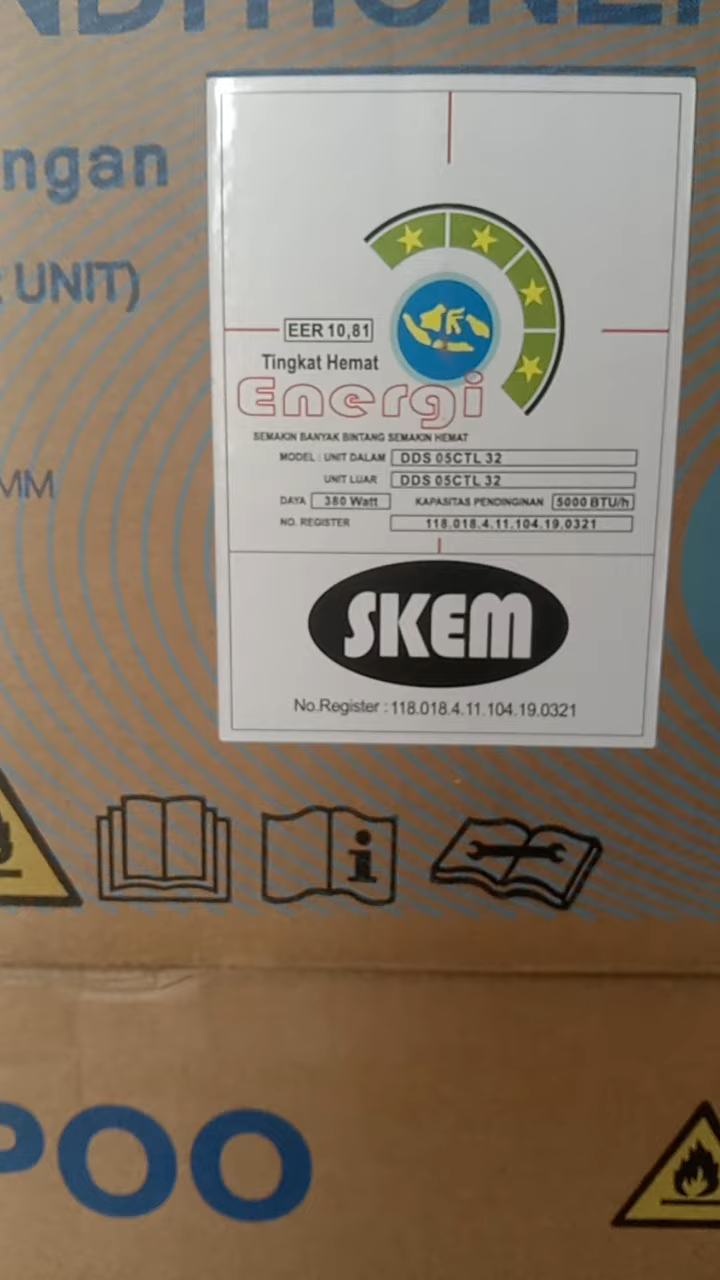 NDITIONER
ngan
UNIT)
EER 10,81
Tingkat Hemat
Energi
SEMAKIN BANYAK BINTANG SEMAKIN HEMAT
MODEL : UNIT DALAM DDS 05CTL 32
UNIT LUAR DDS 05CTL 32
MM
DAYA 380 Watt KAPASITAS PENDINGINAN 5000 BTU/h
NO. REGISTER 118.018.4.11.104.19.0321
SKEM
No.Register : 118.018.4.11.104.19.0321
i
POO